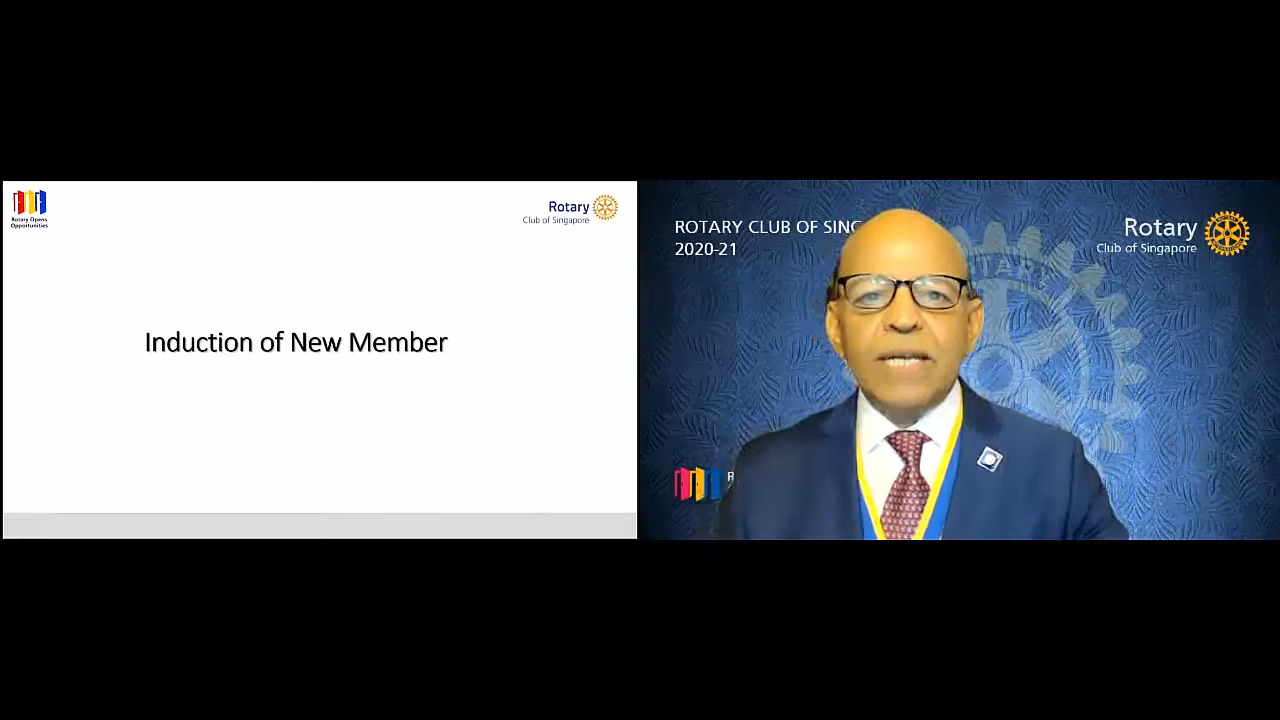 Rotary Opens
Opportunities
Rotary
Club of Singapore
Induction of New Member
ROTARY CLUB OF SING
2020-21
Rotary
Club of Singapore
R
ROTARY